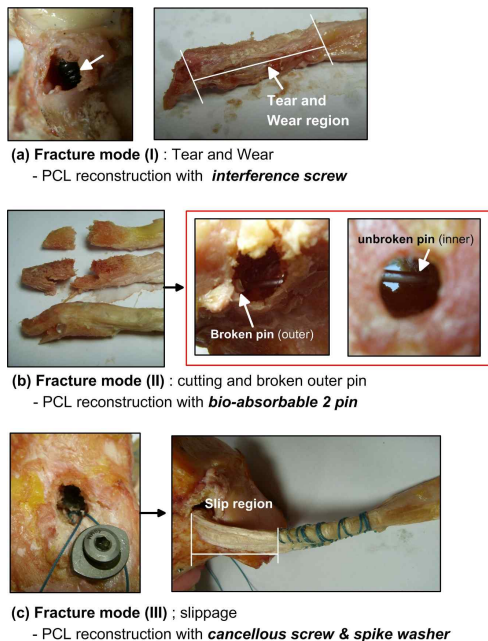 Tear and
Wear region
(a) Fracture mode (I) : Tear and Wear
- PCL reconstruction with interference screw
unbroken pin (inner)
Broken pin (outer)
(b) Fracture mode (II) : cutting and broken outer pin
- PCL reconstruction with bio-absorbable 2 pin
Slip region
(c) Fracture mode (III) ; slippage
- PCL reconstruction with cancellous screw & spike washer